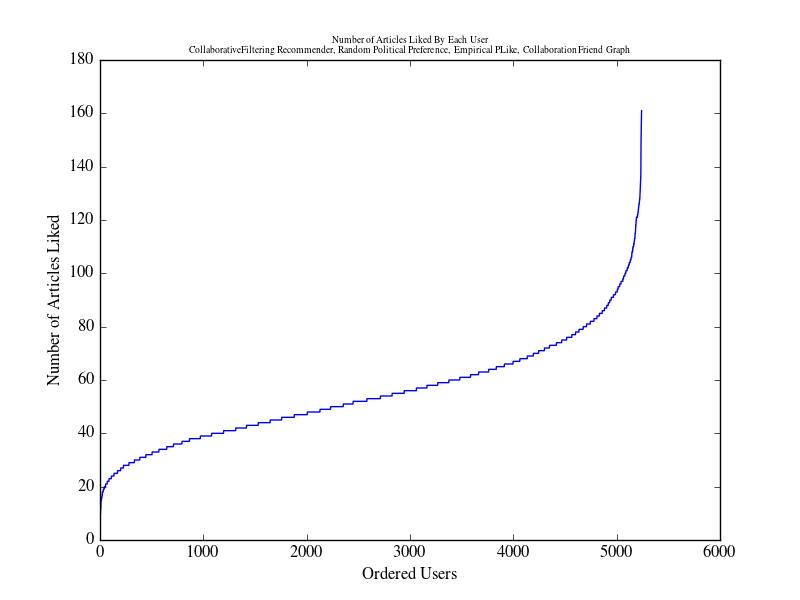 Number of Articles Liked By Each User
CollaborativeFiltering Recommender, Random Political Preference, Empirical PLike, CollaborationFriend Graph
180
160
140
120
100
80
60
40
20
0
Number of Articles Liked
0 1000 2000 3000 4000 5000 6000
Ordered Users